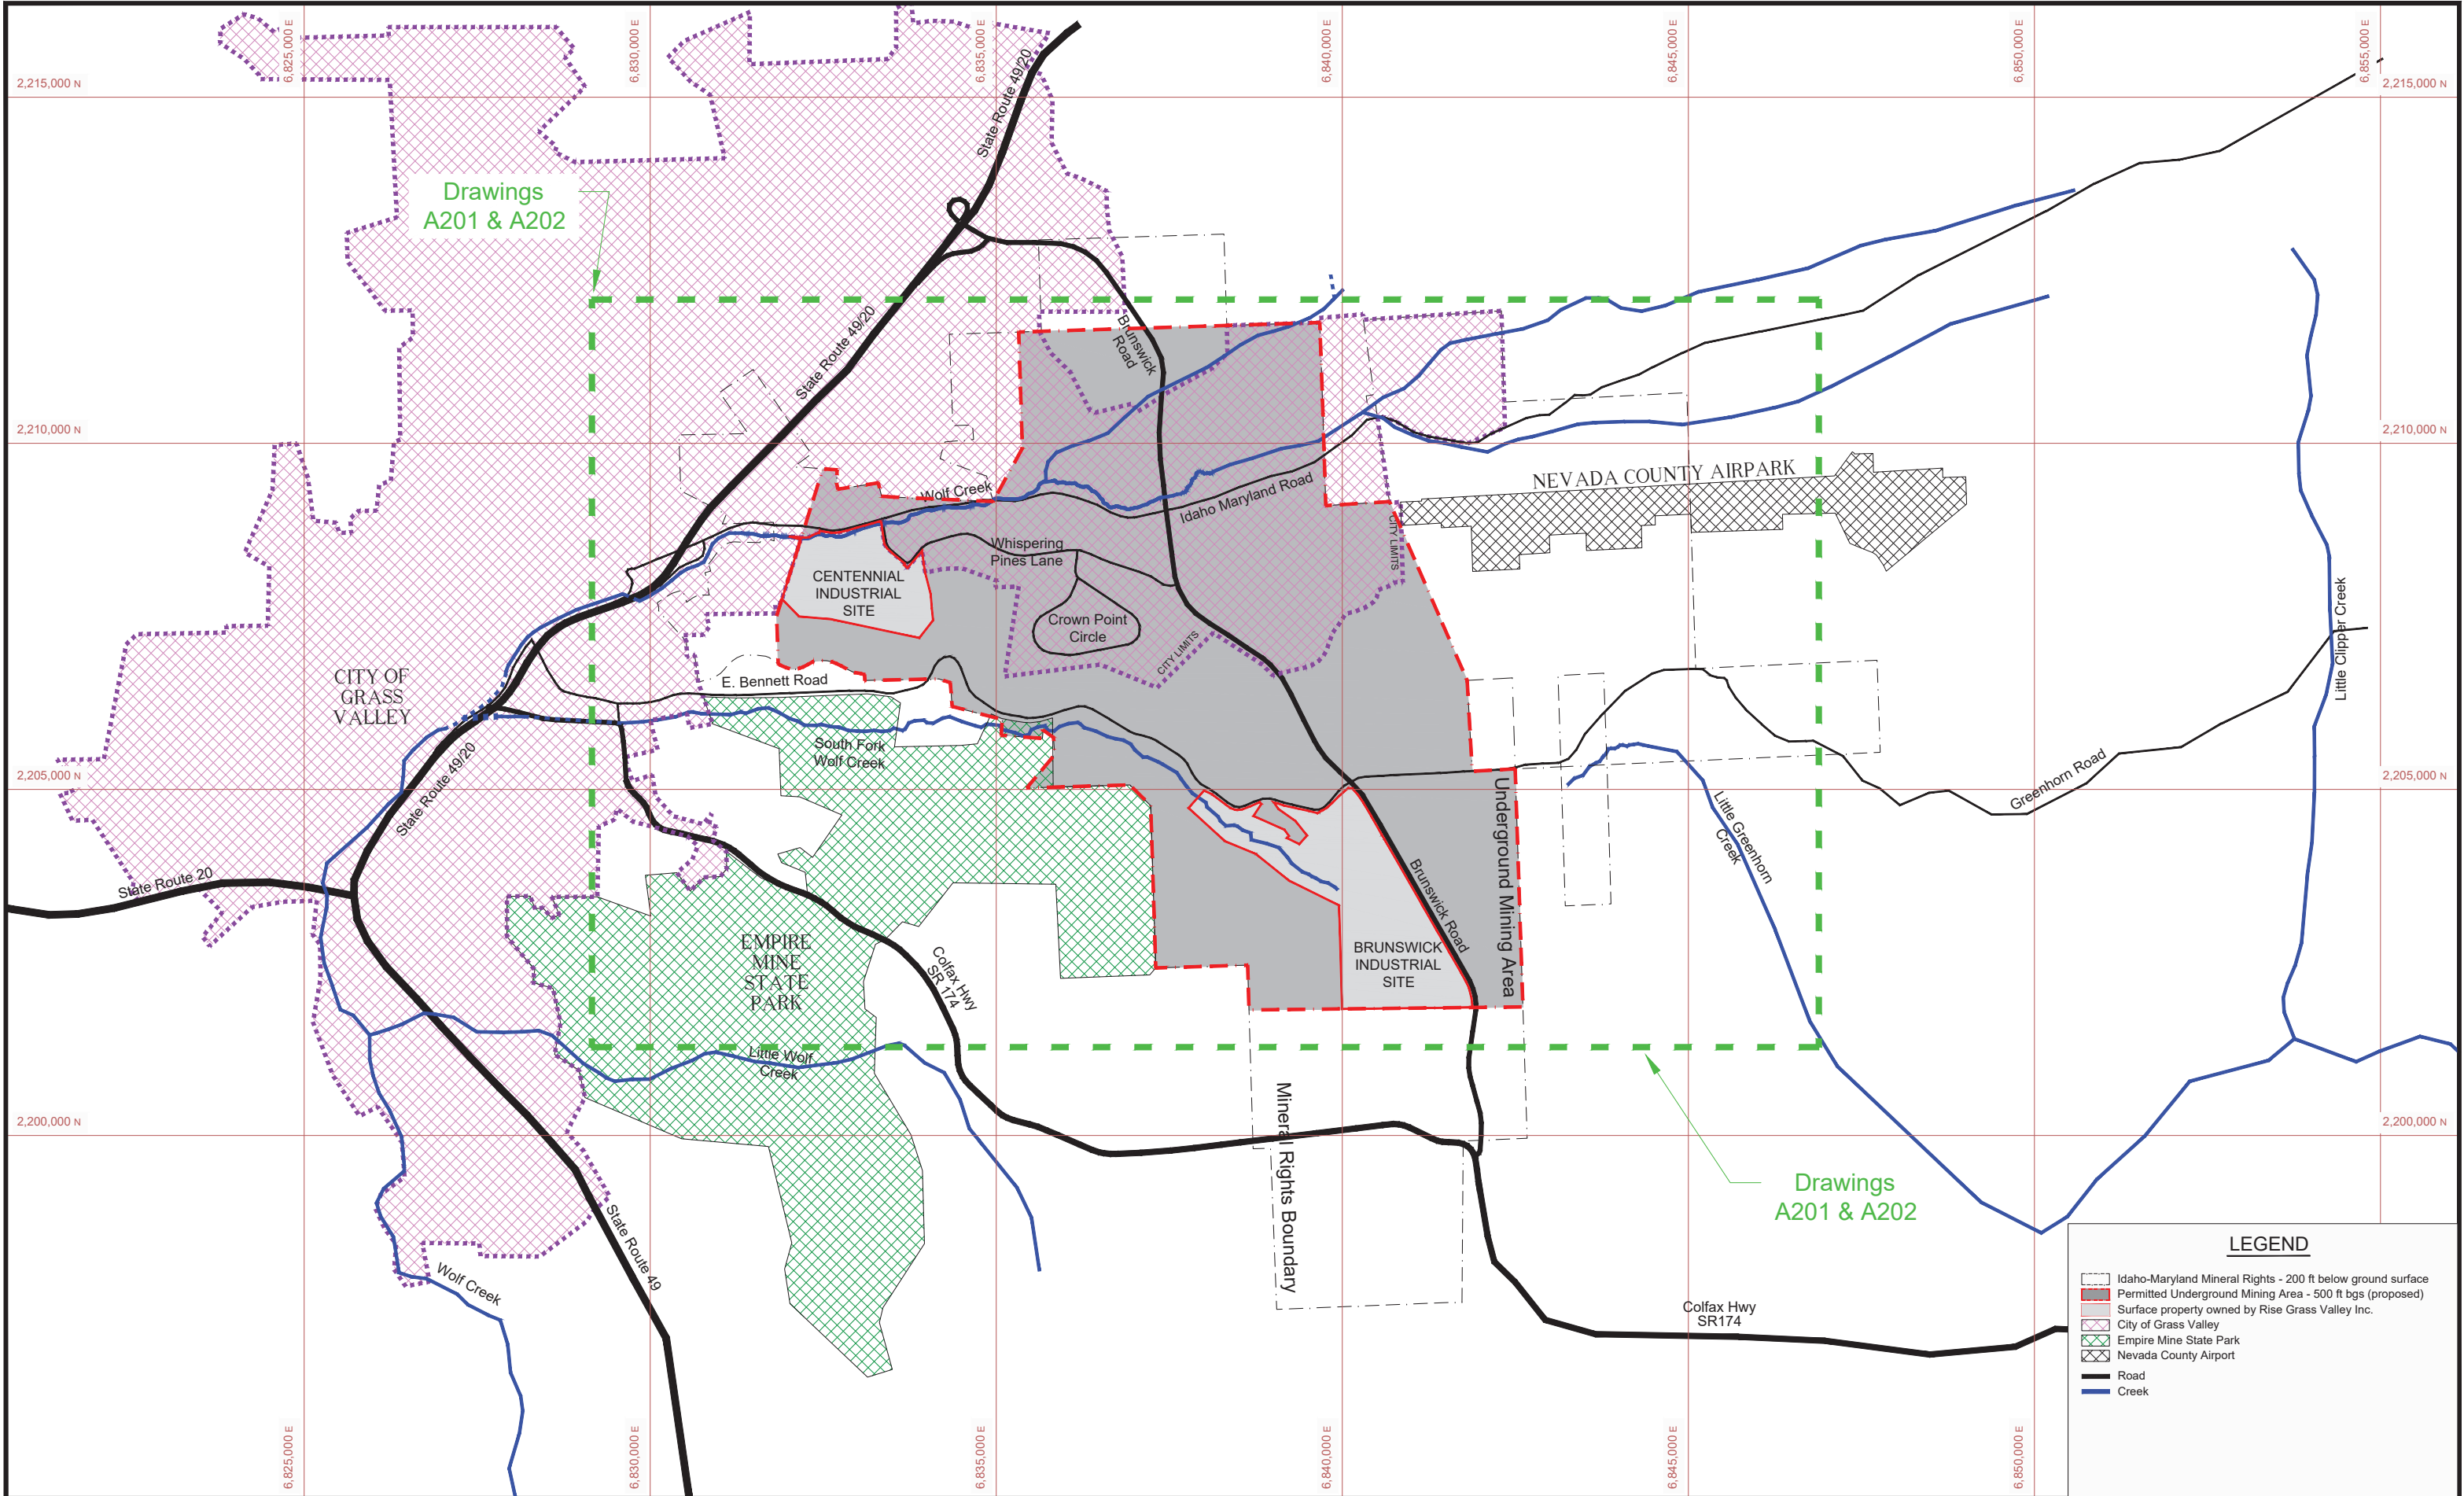 6,825,000 E
6,830,000 E
6,835,000 E
6,840,000 E
6,845,000 E
6,850,000 E
6,855,000 E
2,215,000 N
2,215,000 N
State Route 49/20
Drawings
A201 & A202
State Route 49/20
Brunswick
Road
2,210,000 N
2,210,000 N
NEVADA COUNTY AIRPARK
Wolf Creek
Idaho Maryland Road
CITY LIMITS
Whispering
Pines Lane
CENTENNIAL
INDUSTRIAL
SITE
Crown Point
Circle
CITY LIMITS
Little Clipper Creek
CITY OF
GRASS
VALLEY
E. Bennett Road
South Fork
Wolf Creek
State Route 49/20
2,205,000 N
2,205,000 N
Greenhorn Road
Underground Mining Area
Little Greenhorn
Creek
State Route 20
Brunswick Road
EMPIRE
MINE
STATE
PARK
Colfax Hwy
SR 174
BRUNSWICK
INDUSTRIAL
SITE
Little Wolf
Creek
2,200,000 N
2,200,000 N
Mineral Rights Boundary
Drawings
A201 & A202
State Route 49
Wolf Creek
Colfax Hwy
SR174
LEGEND
Idaho-Maryland Mineral Rights - 200 ft below ground surface
Permitted Underground Mining Area - 500 ft bgs (proposed)
Surface property owned by Rise Grass Valley Inc.
City of Grass Valley
Empire Mine State Park
Nevada County Airport
Road
Creek
6,825,000 E
6,830,000 E
6,835,000 E
6,840,000 E
6,845,000 E
6,850,000 E